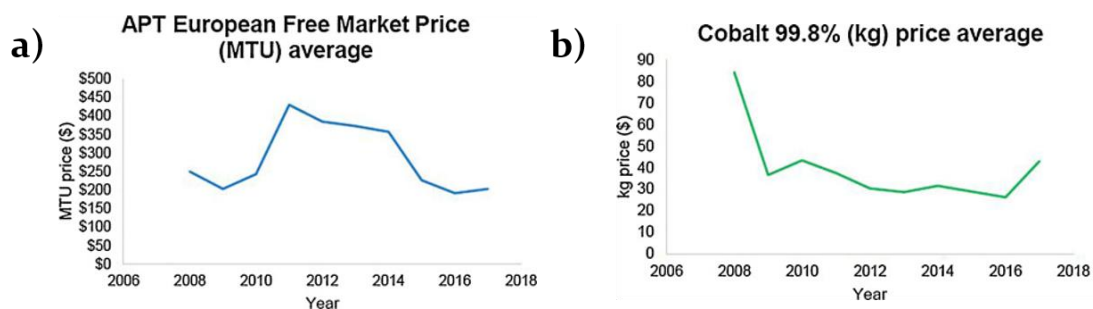 a)
APT European Free Market Price
(MTU) average
$500
$450
$400
$350
$300
$250
$200
$150
$100
$50
$0
MTU price ($)
2006 2008 2010 2012 2014 2016 2018
Year
b)
Cobalt 99.8% (kg) price average
90
80
70
60
50
40
30
20
10
0
kg price ($)
2006 2008 2010 2012 2014 2016 2018
Year